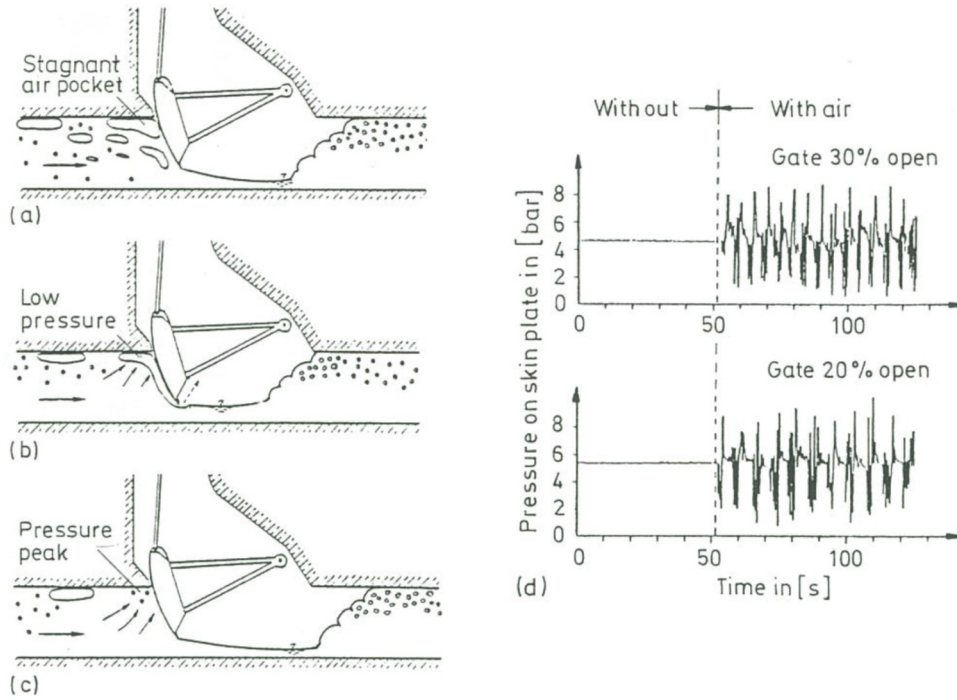 Stagnant
air pocket
(a)
Low
pressure
(b)
Pressure
peak
(c)
With out
With air
Gate 30% open
8
6
4
2
0
0
50
100
Gate 20% open
8
6
4
2
0
0
50
100
Pressure on skin plate in [bar]
Time in [s]
(d)